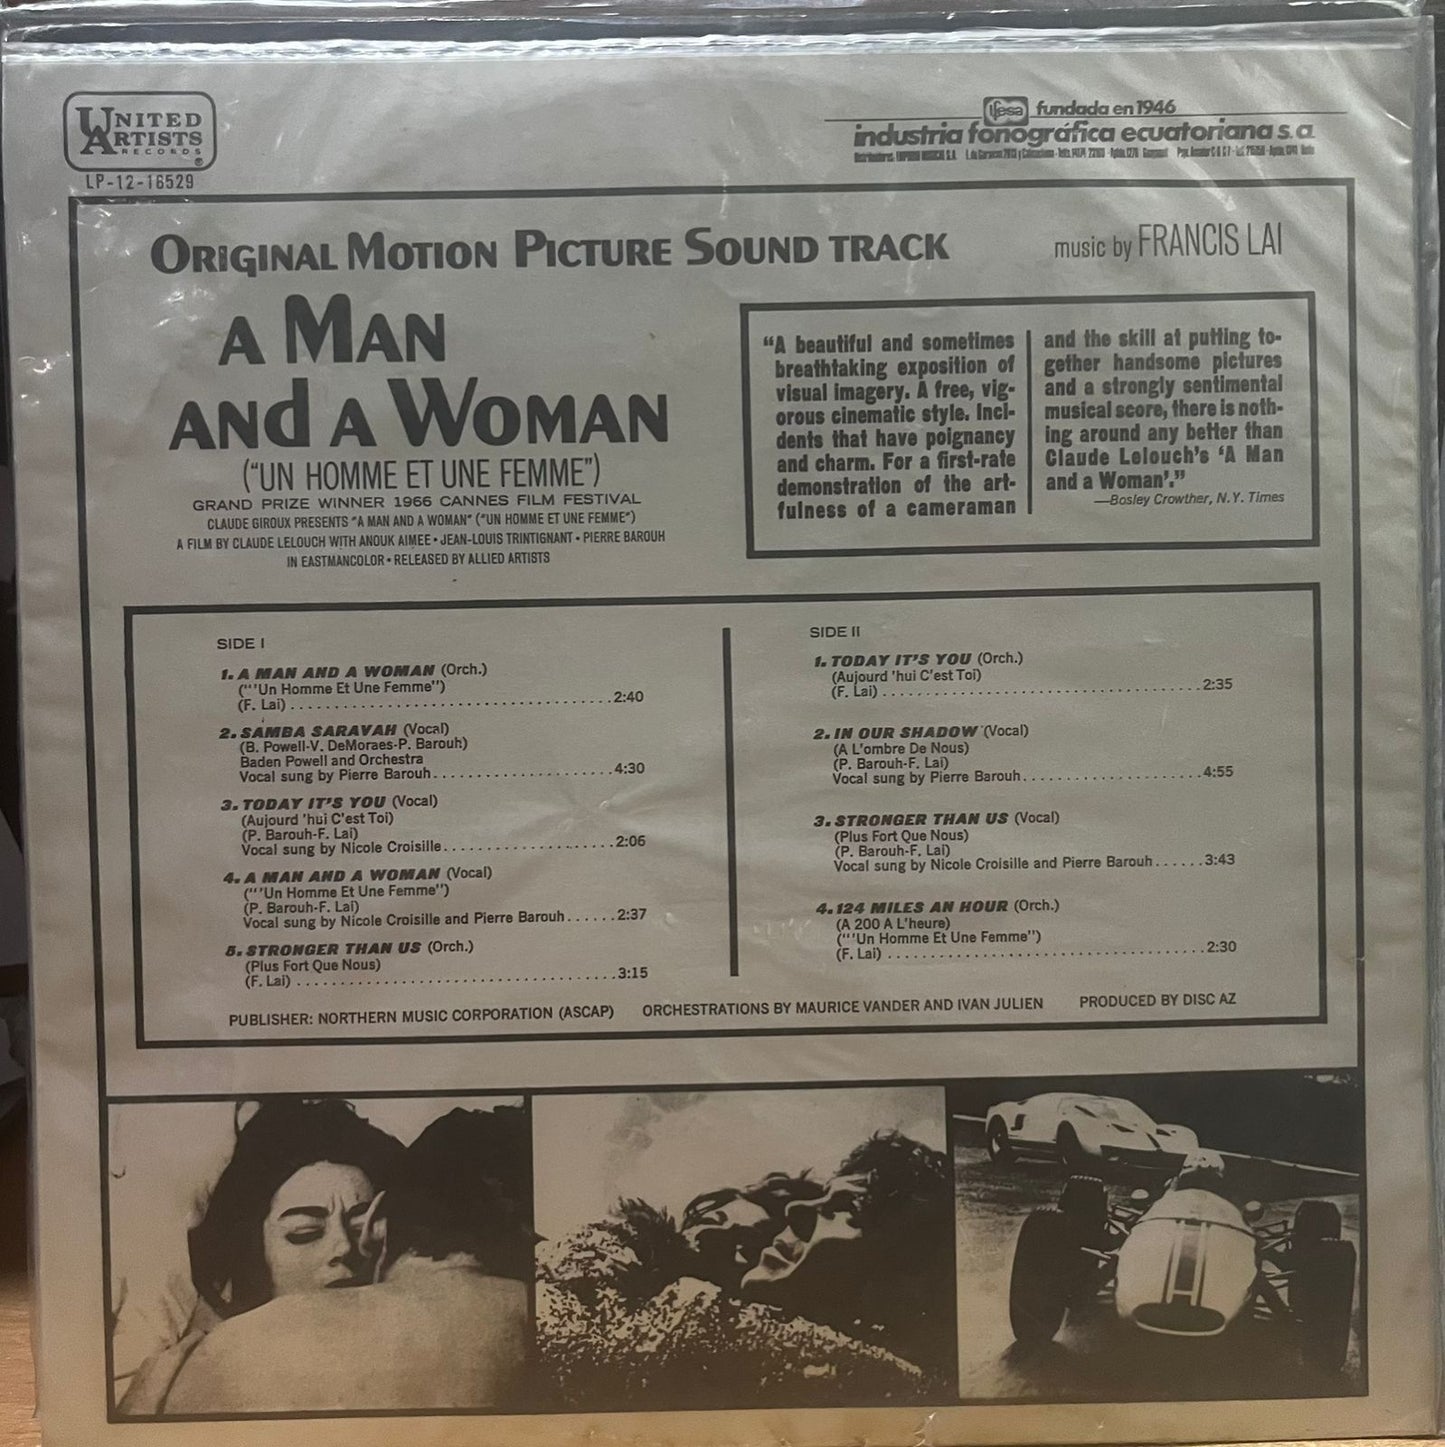 UNITED
ARTISTS
RECORDS
LP-12-16529
ifesa fundada en 1946
industria fonográfica ecuatoriana s.a.
ORIGINAL MOTION PICTURE SOUND TRACK
music by FRANCIS LAI
A MAN
AND A WOMAN
("UN HOMME ET UNE FEMME")
GRAND PRIZE WINNER 1966 CANNES FILM FESTIVAL
CLAUDE GIROUX PRESENTS "A MAN AND A WOMAN" ("UN HOMME ET UNE FEMME")
A FILM BY CLAUDE LELOUCH WITH ANOUK AIMEE • JEAN-LOUIS TRINTIGNANT • PIERRE BAROUH
IN EASTMANCOLOR • RELEASED BY ALLIED ARTISTS
"A beautiful and sometimes
breathtaking exposition of
visual imagery. A free, vig-
orous cinematic style. Inci-
dents that have poignancy
and charm. For a first-rate
demonstration of the art-
fulness of a cameraman
and the skill at putting to-
gether handsome pictures
and a strongly sentimental
musical score, there is noth-
ing around any better than
Claude Lelouch's 'A Man
and a Woman'."
—Bosley Crowther, N.Y. Times
SIDE I
1. A MAN AND A WOMAN (Orch.)
("'Un Homme Et Une Femme")
(F. Lai) 2:40
2. SAMBA SARAVAH (Vocal)
(B. Powell-V. DeMoraes-P. Barouh)
Baden Powell and Orchestra
Vocal sung by Pierre Barouh 4:30
3. TODAY IT'S YOU (Vocal)
(Aujourd 'hui C'est Toi)
(P. Barouh-F. Lai)
Vocal sung by Nicole Croisille 2:06
4. A MAN AND A WOMAN (Vocal)
("'Un Homme Et Une Femme")
(P. Barouh-F. Lai)
Vocal sung by Nicole Croisille and Pierre Barouh 2:37
5. STRONGER THAN US (Orch.)
(Plus Fort Que Nous)
(F. Lai) 3:15
SIDE II
1. TODAY IT'S YOU (Orch.)
(Aujourd 'hui C'est Toi)
(F. Lai) 2:35
2. IN OUR SHADOW (Vocal)
(A L'ombre De Nous)
(P. Barouh-F. Lai)
Vocal sung by Pierre Barouh 4:55
3. STRONGER THAN US (Vocal)
(Plus Fort Que Nous)
(P. Barouh-F. Lai)
Vocal sung by Nicole Croisille and Pierre Barouh 3:43
4. 124 MILES AN HOUR (Orch.)
(A 200 A L'heure)
("'Un Homme Et Une Femme")
(F. Lai) 2:30
PUBLISHER: NORTHERN MUSIC CORPORATION (ASCAP) ORCHESTRATIONS BY MAURICE VANDER AND IVAN JULIEN PRODUCED BY DISC AZ